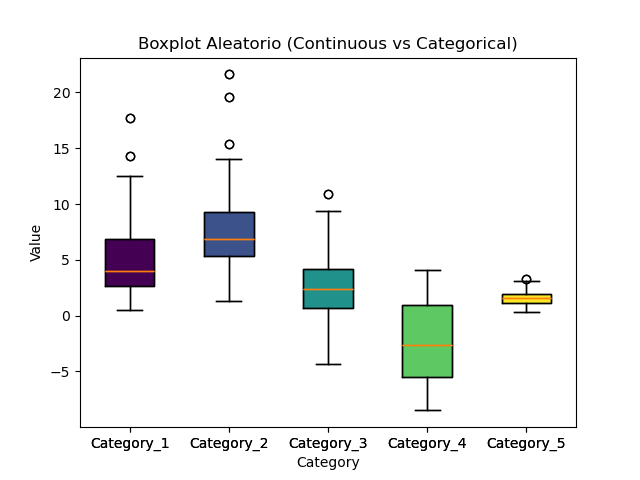 Boxplot Aleatorio (Continuous vs Categorical)
Value
20
15
10
5
0
−5
Category_1 Category_2 Category_3 Category_4 Category_5
Category